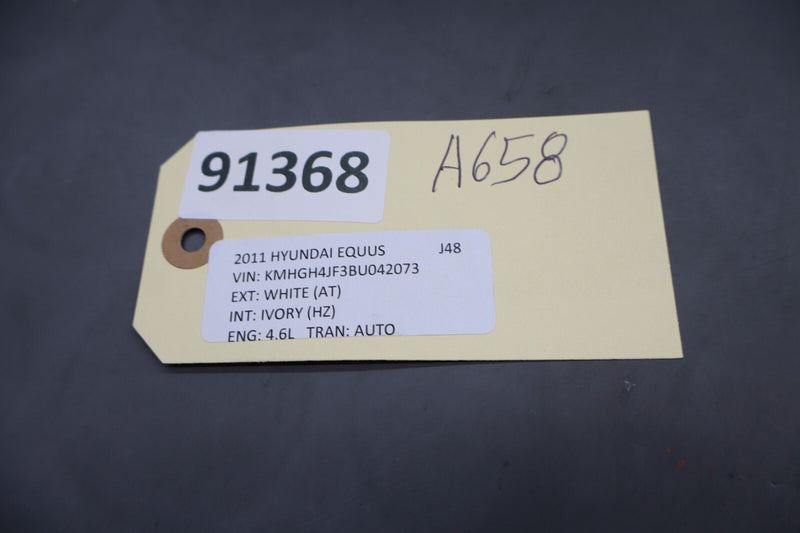 91368
A658
2011 HYUNDAI EQUUS J48
VIN: KMHGH4JF3BU042073
EXT: WHITE (AT)
INT: IVORY (HZ)
ENG: 4.6L TRAN: AUTO